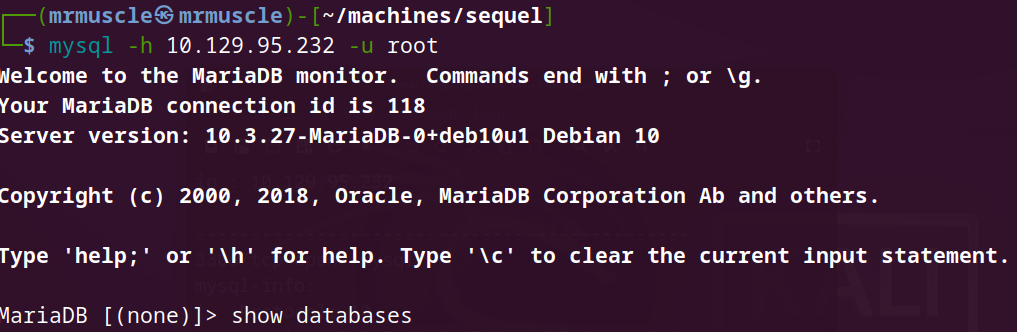 (mrmuscle㉿mrmuscle)-[~/machines/sequel]
$ mysql -h 10.129.95.232 -u root
Welcome to the MariaDB monitor.  Commands end with ; or \g.
Your MariaDB connection id is 118
Server version: 10.3.27-MariaDB-0+deb10u1 Debian 10
Copyright (c) 2000, 2018, Oracle, MariaDB Corporation Ab and others.
Type 'help;' or '\h' for help. Type '\c' to clear the current input statement.
MariaDB [(none)]> show databases